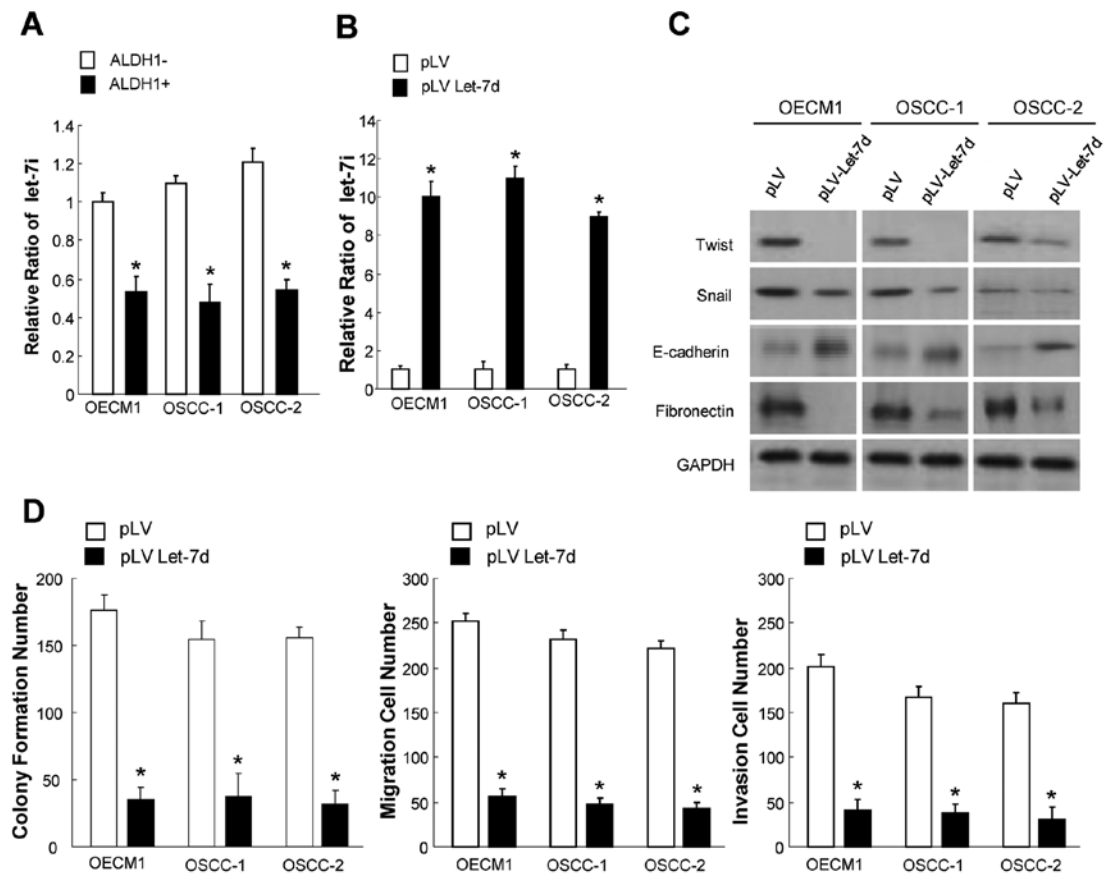 A
ALDH1-
ALDH1+
Relative Ratio of let-7i
1.4
1.2
1
0.8
0.6
0.4
0.2
0
*
*
*
OECM1
OSCC-1
OSCC-2
B
pLV
pLV Let-7d
Relative Ratio of let-7i
14
12
10
8
6
4
2
0
*
*
*
OECM1
OSCC-1
OSCC-2
C
OECM1
OSCC-1
OSCC-2
pLV
pLV-Let-7d
pLV
pLV-Let-7d
pLV
pLV-Let-7d
Twist
Snail
E-cadherin
Fibronectin
GAPDH
D
pLV
pLV Let-7d
Colony Formation Number
200
150
100
50
0
*
*
*
OECM1
OSCC-1
OSCC-2
pLV
pLV Let-7d
Migration Cell Number
300
250
200
150
100
50
0
*
*
*
OECM1
OSCC-1
OSCC-2
pLV
pLV Let-7d
Invasion Cell Number
300
250
200
150
100
50
0
*
*
*
OECM1
OSCC-1
OSCC-2